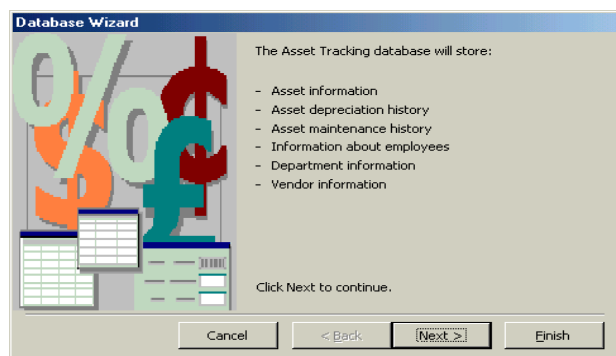 Database Wizard
The Asset Tracking database will store:
- Asset information
- Asset depreciation history
- Asset maintenance history
- Information about employees
- Department information
- Vendor information
Click Next to continue.
Cancel
< Back
Next >
Finish